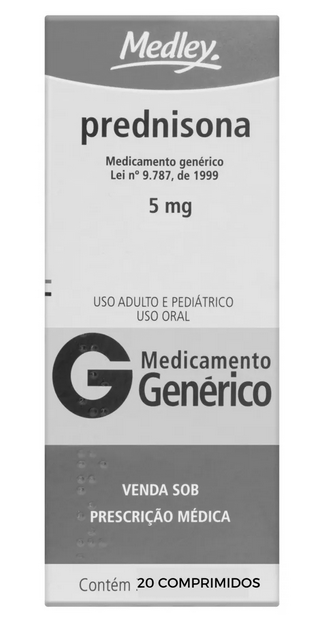 Medley.
prednisona
Medicamento genérico
Lei nº 9.787, de 1999
5 mg
USO ADULTO E PEDIÁTRICO
USO ORAL
G Medicamento
Genérico
VENDA SOB
PRESCRIÇÃO MÉDICA
Contém .20 COMPRIMIDOS